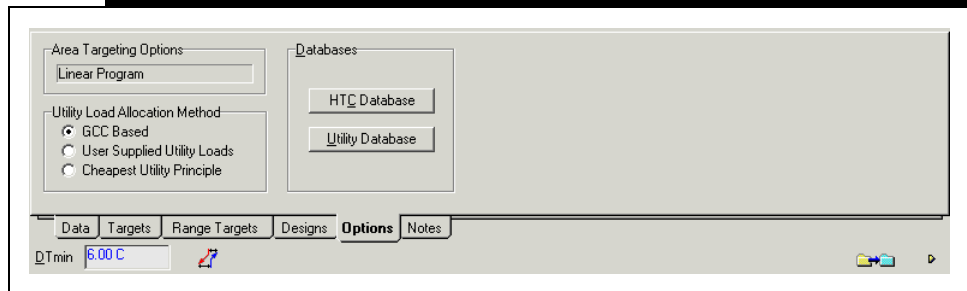 Area Targeting Options
Linear Program
Utility Load Allocation Method
GCC Based
User Supplied Utility Loads
Cheapest Utility Principle
Databases
HTC Database
Utility Database
Data Targets Range Targets Designs Options Notes
DTmin 6.00 C